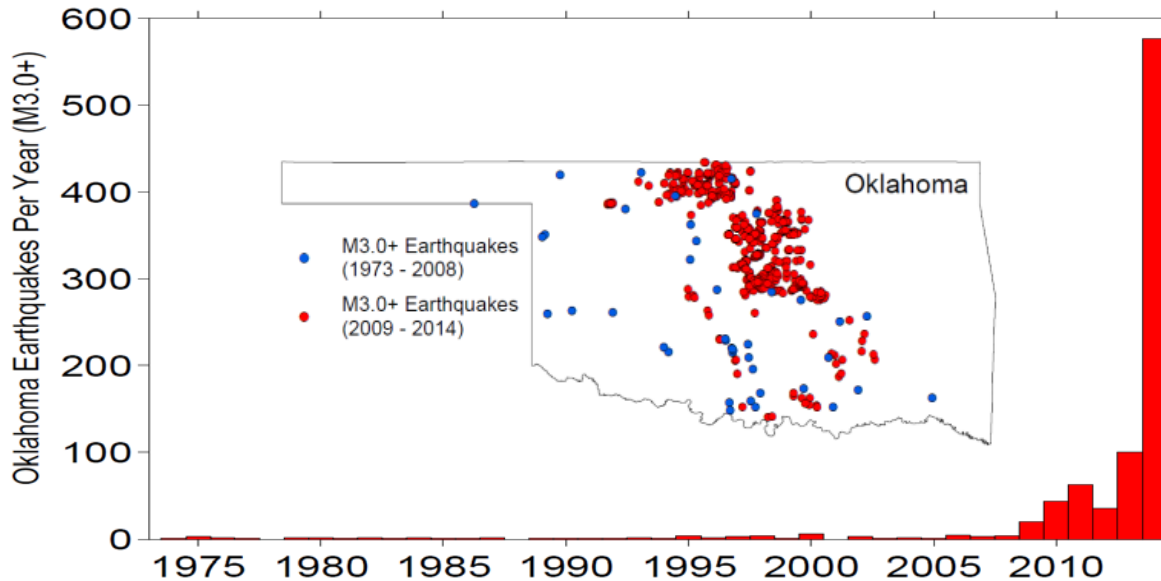 Oklahoma Earthquakes Per Year (M3.0+)
600
500
400
300
200
100
0
Oklahoma
M3.0+ Earthquakes
(1973 - 2008)
M3.0+ Earthquakes
(2009 - 2014)
1975 1980 1985 1990 1995 2000 2005 2010